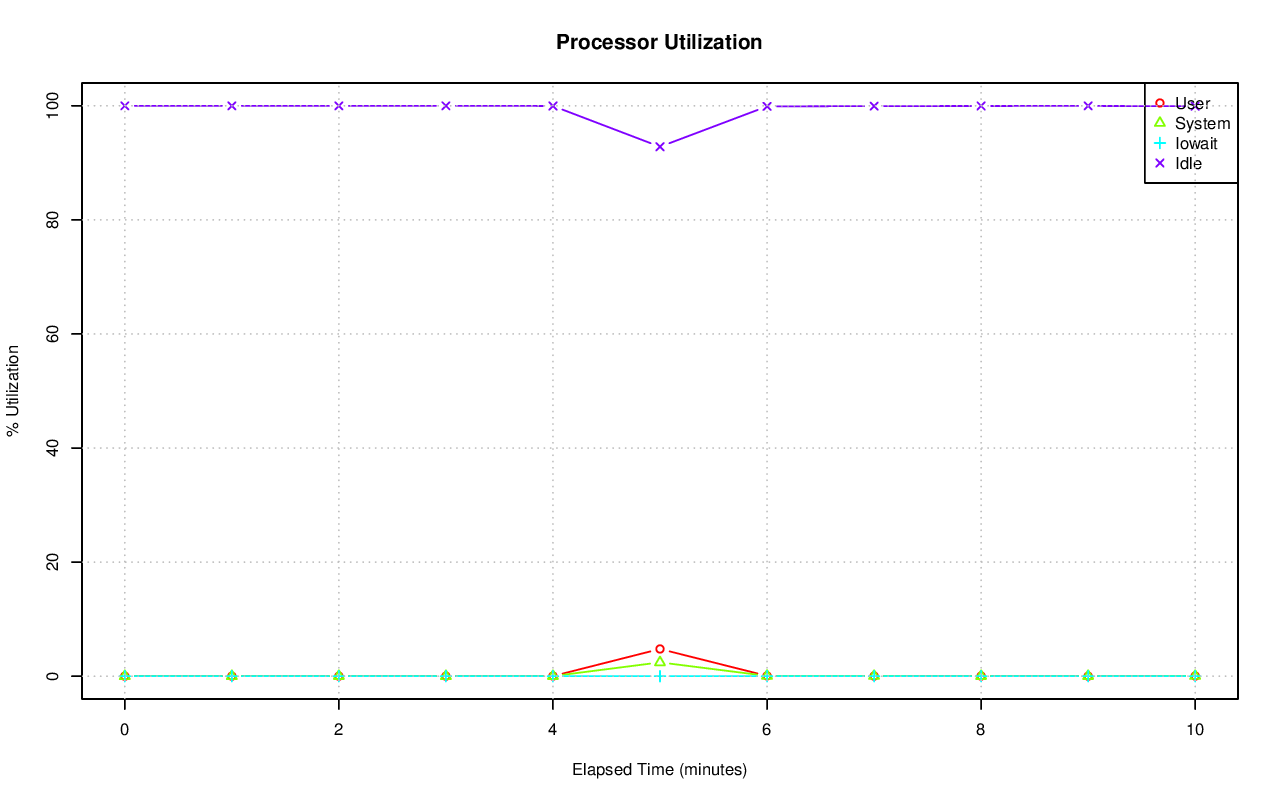 Processor Utilization
% Utilization
100
80
60
40
20
0
User
System
Iowait
Idle
0 2 4 6 8 10
Elapsed Time (minutes)